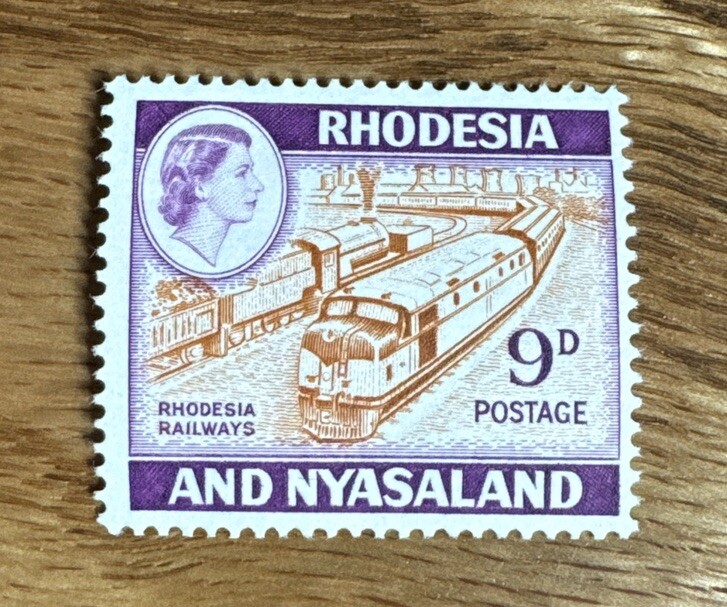 RHODESIA
9D
POSTAGE
RHODESIA
RAILWAYS
AND NYASALAND